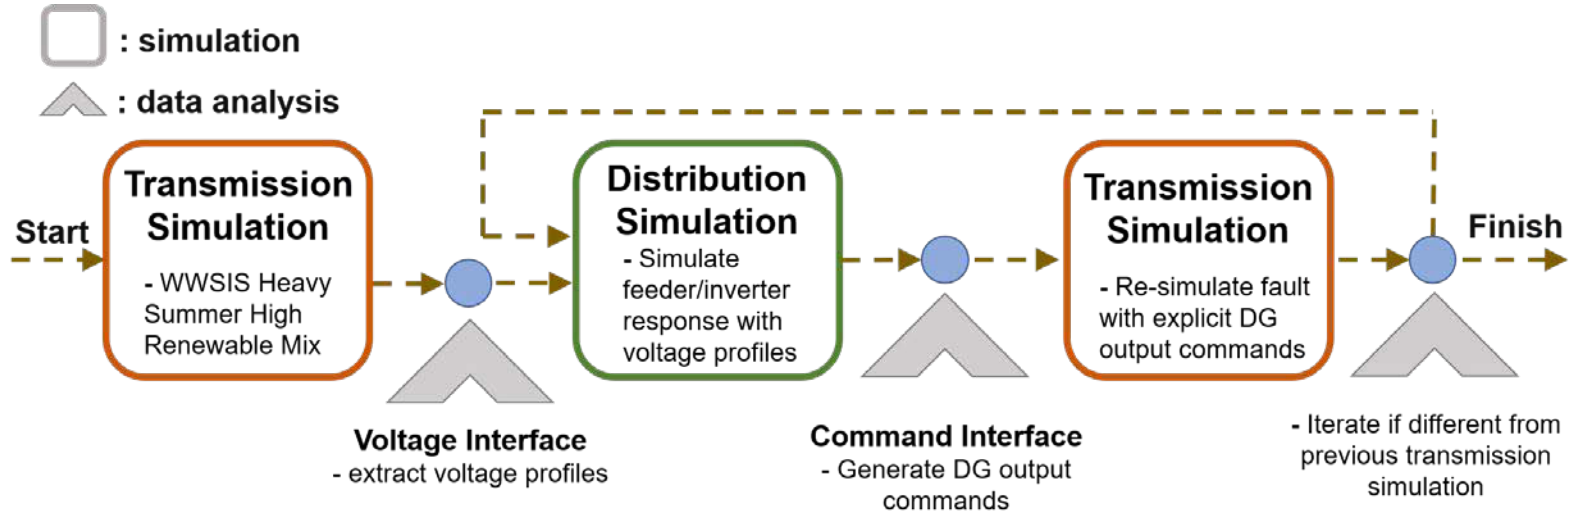 : simulation
: data analysis
Start
Transmission
Simulation
- WWSIS Heavy
Summer High
Renewable Mix
Voltage Interface
- extract voltage profiles
Distribution
Simulation
- Simulate
feeder/inverter
response with
voltage profiles
Command Interface
- Generate DG output
commands
Transmission
Simulation
- Re-simulate fault
with explicit DG
output commands
Finish
- Iterate if different from
previous transmission
simulation